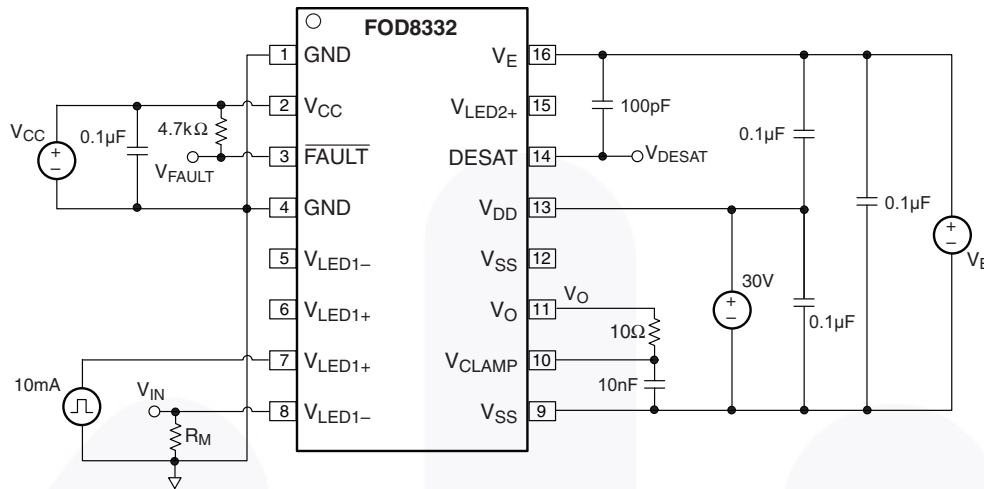 FOD8332
1 GND
2 VCC
3 FAULT
4 GND
5 VLED1–
6 VLED1+
7 VLED1+
8 VLED1–
VE 16
VLED2+ 15
DESAT 14
VDD 13
VSS 12
VO 11
VCLAMP 10
VSS 9
VCC
+
–
0.1µF
4.7kΩ
VFAULT
10mA
VIN
RM
100pF
VDESAT
0.1µF
0.1µF
30V
+
–
0.1µF
VO
10Ω
10nF
+
–